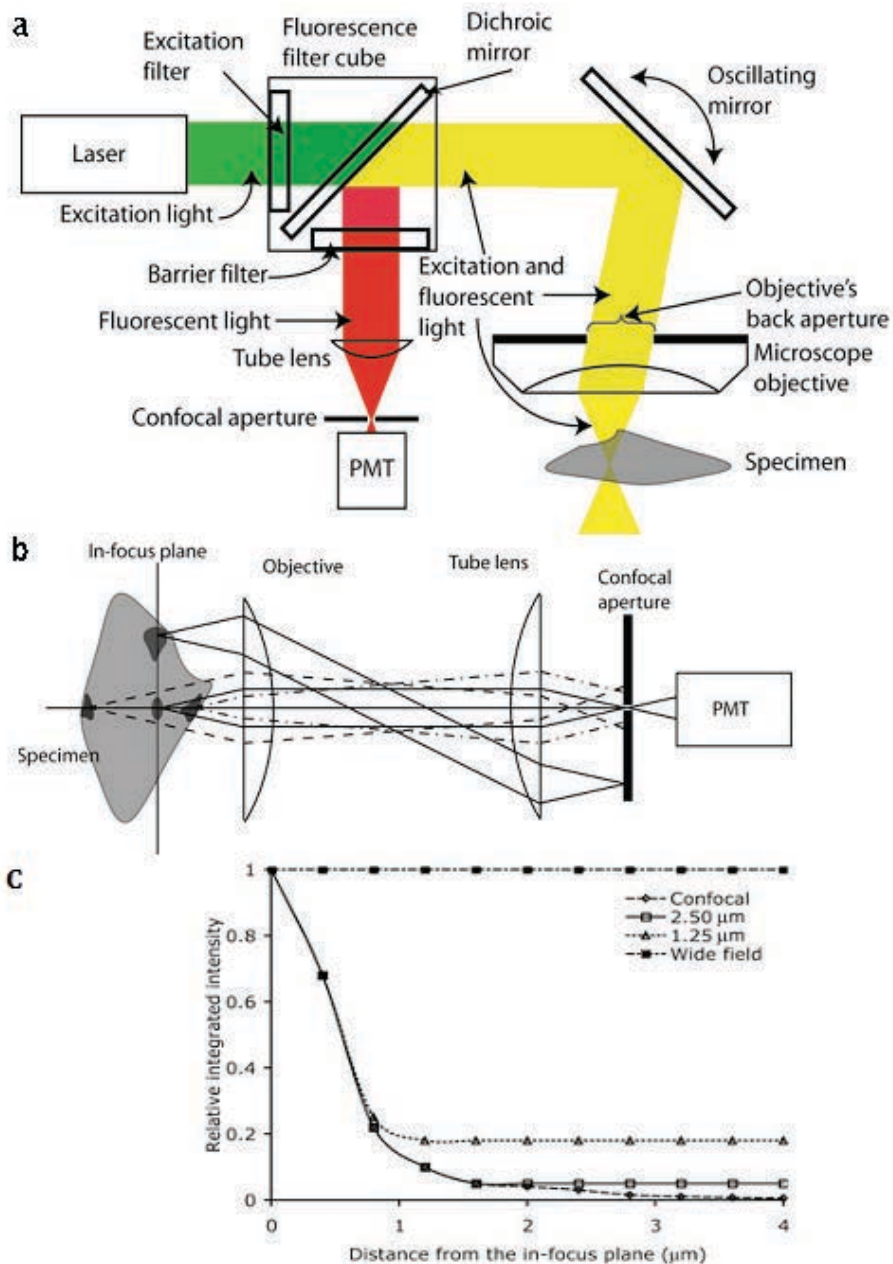 a
Excitation
filter
Fluorescence
filter cube
Dichroic
mirror
Oscillating
mirror
Laser
Excitation light
Barrier filter
Excitation and
fluorescent
light
Objective's
back aperture
Fluorescent light
Tube lens
Microscope
objective
Confocal aperture
PMT
Specimen
b
In-focus plane
Objective
Tube lens
Confocal
aperture
PMT
Specimen
c
Relative integrated intensity
1
0.8
0.6
0.4
0.2
0
Confocal
2.50 μm
1.25 μm
Wide field
0 1 2 3 4
Distance from the in-focus plane (μm)